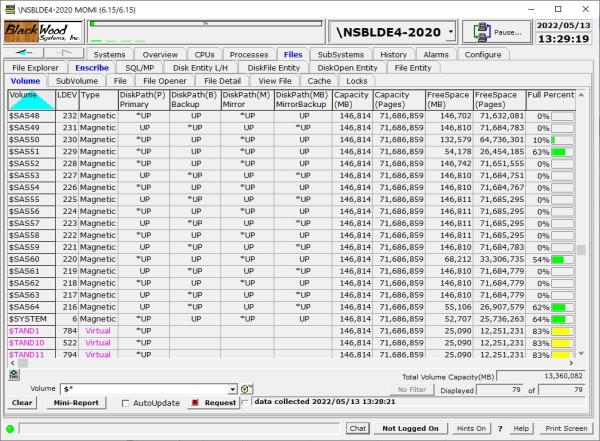 \NSBLDE4-2020 MOMI (6.15/6.15)
BlackWood
Systems, Inc.
\NSBLDE4-2020
Pause...
2022/05/13
13:29:19
Systems Overview CPUs Processes Files SubSystems History Alarms Configure
File Explorer Enscribe SQL/MP Disk Entity L/H DiskFile Entity DiskOpen Entity File Entity
Volume SubVolume File File Opener File Detail View File Cache Locks
Volume LDEV Type DiskPath(P) DiskPath(B) DiskPath(M) DiskPath(MB) Capacity Capacity FreeSpace FreeSpace Full Percent
Primary Backup Mirror MirrorBackup (MB) (Pages) (MB) (Pages)
$SAS48 232 Magnetic *UP UP *UP UP 146,814 71,686,859 146,702 71,632,081 0%
$SAS49 231 Magnetic UP *UP UP *UP 146,814 71,686,859 146,810 71,684,783 0%
$SAS50 230 Magnetic *UP UP *UP UP 146,814 71,686,859 132,579 64,736,301 10%
$SAS51 229 Magnetic UP *UP UP *UP 146,814 71,686,859 54,178 26,454,485 63%
$SAS52 228 Magnetic *UP UP *UP UP 146,814 71,686,859 146,742 71,651,555 0%
$SAS53 227 Magnetic UP *UP UP *UP 146,814 71,686,859 146,810 71,684,751 0%
$SAS54 226 Magnetic *UP UP *UP UP 146,814 71,686,859 146,810 71,684,767 0%
$SAS55 225 Magnetic UP *UP UP *UP 146,814 71,686,859 146,811 71,685,295 0%
$SAS56 224 Magnetic *UP UP *UP UP 146,814 71,686,859 146,811 71,685,295 0%
$SAS57 223 Magnetic UP *UP UP *UP 146,814 71,686,859 146,811 71,685,295 0%
$SAS58 222 Magnetic *UP UP *UP UP 146,814 71,686,859 146,811 71,685,295 0%
$SAS59 221 Magnetic UP *UP UP *UP 146,814 71,686,859 146,810 71,684,783 0%
$SAS60 220 Magnetic *UP UP *UP UP 146,814 71,686,859 68,212 33,306,735 54%
$SAS61 219 Magnetic UP *UP UP *UP 146,814 71,686,859 146,810 71,684,783 0%
$SAS62 218 Magnetic *UP UP *UP UP 146,814 71,686,859 146,811 71,685,295 0%
$SAS63 217 Magnetic UP *UP UP *UP 146,814 71,686,859 146,811 71,685,295 0%
$SAS64 216 Magnetic *UP UP *UP UP 146,814 71,686,859 55,106 26,907,579 62%
$SYSTEM 6 Magnetic *UP UP *UP UP 146,814 71,686,859 52,707 25,736,263 64%
$TAND1 784 Virtual *UP 146,814 71,686,859 25,090 12,251,231 83%
$TAND10 522 Virtual *UP 146,814 71,686,859 25,090 12,251,231 83%
$TAND11 794 Virtual *UP 146,814 71,686,859 25,090 12,251,231 83%
Total Volume Capacity(MB) 13,360,082
Volume $* No Filter Displayed 79 of 79
Clear Mini-Report AutoUpdate Request data collected 2022/05/13 13:28:21
Chat Not Logged On Hints On ? Help Print Screen